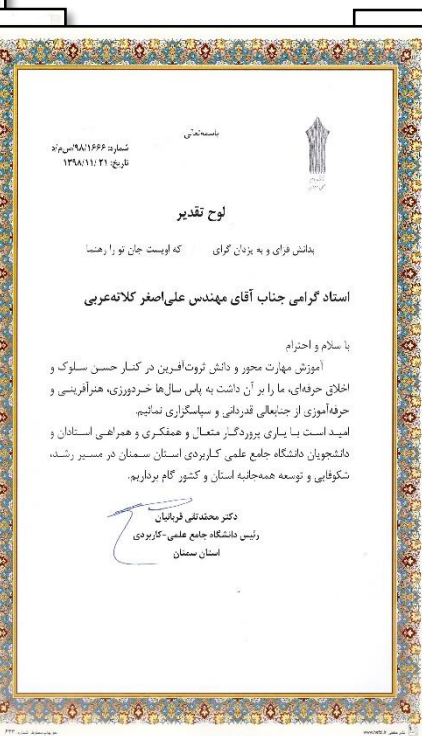 باسمه‌تعالی
شماره: ۹۸/۱۶۶۶/س‌م/د
تاریخ: ۱۳۹۸/۱۱/۲۱
لوح تقدیر
بدانش فزای و به یزدان گرای که اویست جان تو را رهنما
استاد گرامی جناب آقای مهندس علی‌اصغر کلاته‌عربی
با سلام و احترام
آموزش مهارت محور و دانش ثروت‌آفرین در کنار حسن سلوک و
اخلاق حرفه‌ای، ما را بر آن داشت به پاس سال‌ها خردورزی، هنرآفرینی و
حرفه‌آموزی از جنابعالی قدردانی و سپاسگزاری نمائیم.
امید است با یاری پروردگار متعال و همفکری و همراهی استادان و
دانشجویان دانشگاه جامع علمی کاربردی استان سمنان در مسیر رشد،
شکوفایی و توسعه همه‌جانبه استان و کشور گام برداریم.
دکتر محمدتقی قربانیان
رئیس دانشگاه جامع علمی-کاربردی
استان سمنان